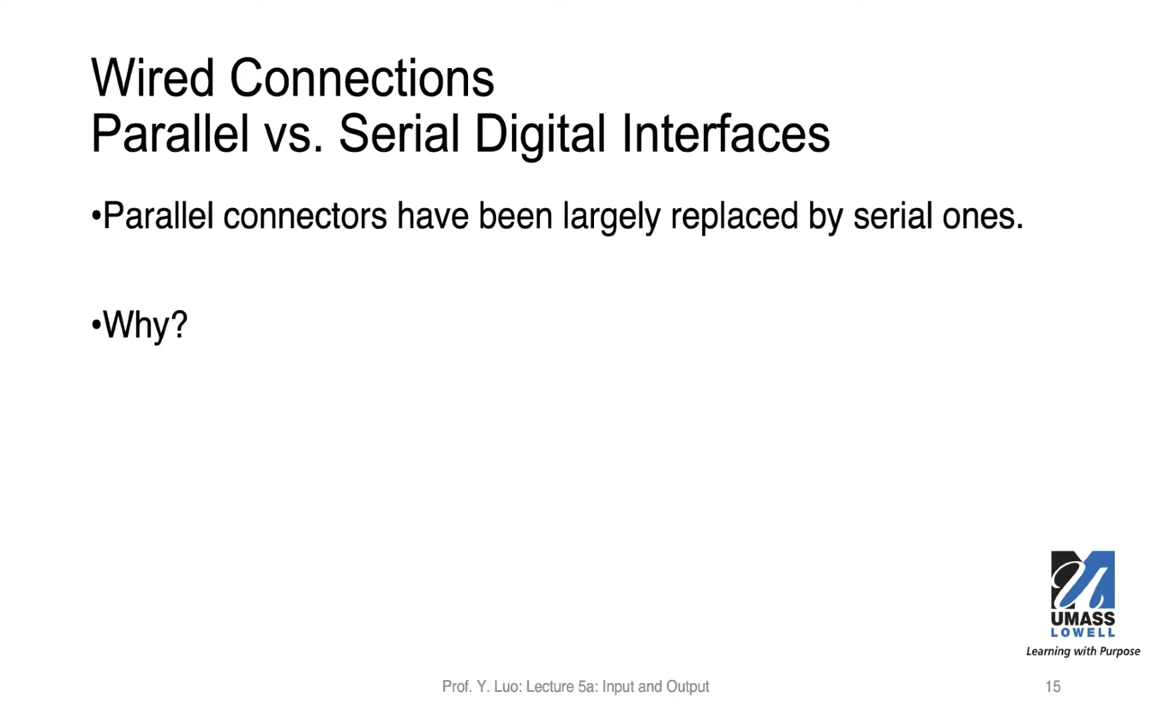 Wired Connections
Parallel vs. Serial Digital Interfaces
•Parallel connectors have been largely replaced by serial ones.
•Why?
UMASS
LOWELL
Learning with Purpose
Prof. Y. Luo: Lecture 5a: Input and Output
15